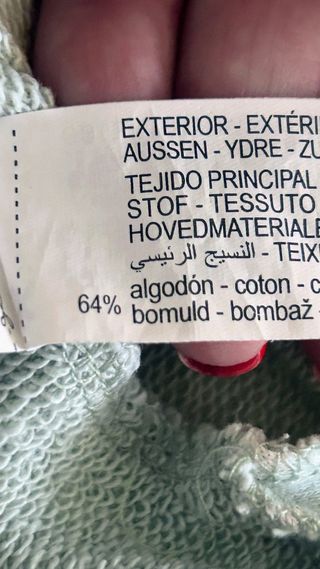 EXTERIOR - EXTÉRI
AUSSEN - YDRE - ZU
TEJIDO PRINCIPAL
STOF - TESSUTO
HOVEDMATERIALE
النسيج الرئيسي - TEIX
64% algodón - coton - c
bomuld - bombaž -